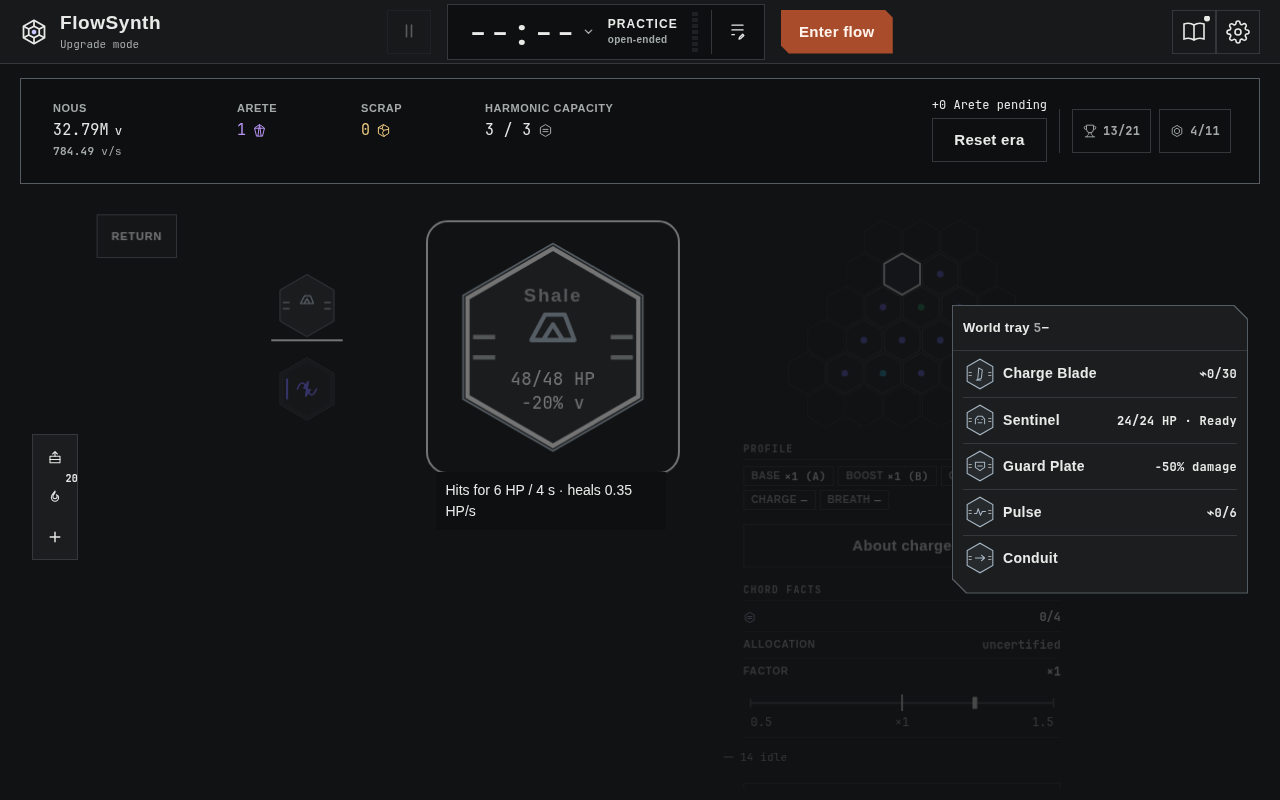 FlowSynth
Upgrade mode
– – : – –
PRACTICE
open-ended
Enter flow
NOUS
32.79M v
784.49 v/s
ARETE
1
SCRAP
0
HARMONIC CAPACITY
3 / 3
+0 Arete pending
Reset era
13/21
4/11
RETURN
Shale
48/48 HP
-20% v
Hits for 6 HP / 4 s · heals 0.35
HP/s
20
World tray 5–
Charge Blade
⌁0/30
Sentinel
24/24 HP · Ready
Guard Plate
-50% damage
Pulse
⌁0/6
Conduit
PROFILE
BASE ×1 (A)
BOOST ×1 (B)
CHARGE –
BREATH –
About charge
CHORD FACTS
0/4
ALLOCATION
uncertified
FACTOR
×1
0.5
×1
1.5
— 14 idle